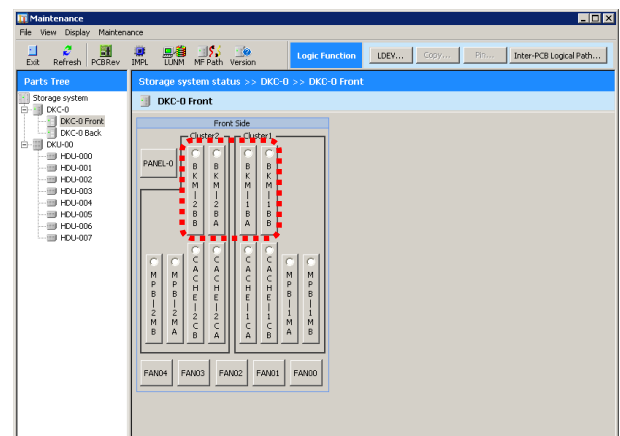 Maintenance
File View Display Maintenance
Exit Refresh PCBRev IMPL LUNM MF Path Version Logic Function LDEV... Copy... Pin... Inter-PCB Logical Path...
Parts Tree
Storage system status >> DKC-0 >> DKC-0 Front
Storage system
DKC-0
DKC-0 Front
DKC-0 Back
DKU-00
HDU-000
HDU-001
HDU-002
HDU-003
HDU-004
HDU-005
HDU-006
HDU-007
DKC-0 Front
Front Side
Cluster2 Cluster1
PANEL-0
BKM-2BB
BKM-2BA
BKM-1BA
BKM-1BB
MPB-2MB
MPB-2MA
CACHE-2CB
CACHE-2CA
CACHE-1CA
CACHE-1CB
MPB-1MA
MPB-1MB
FAN04 FAN03 FAN02 FAN01 FAN00